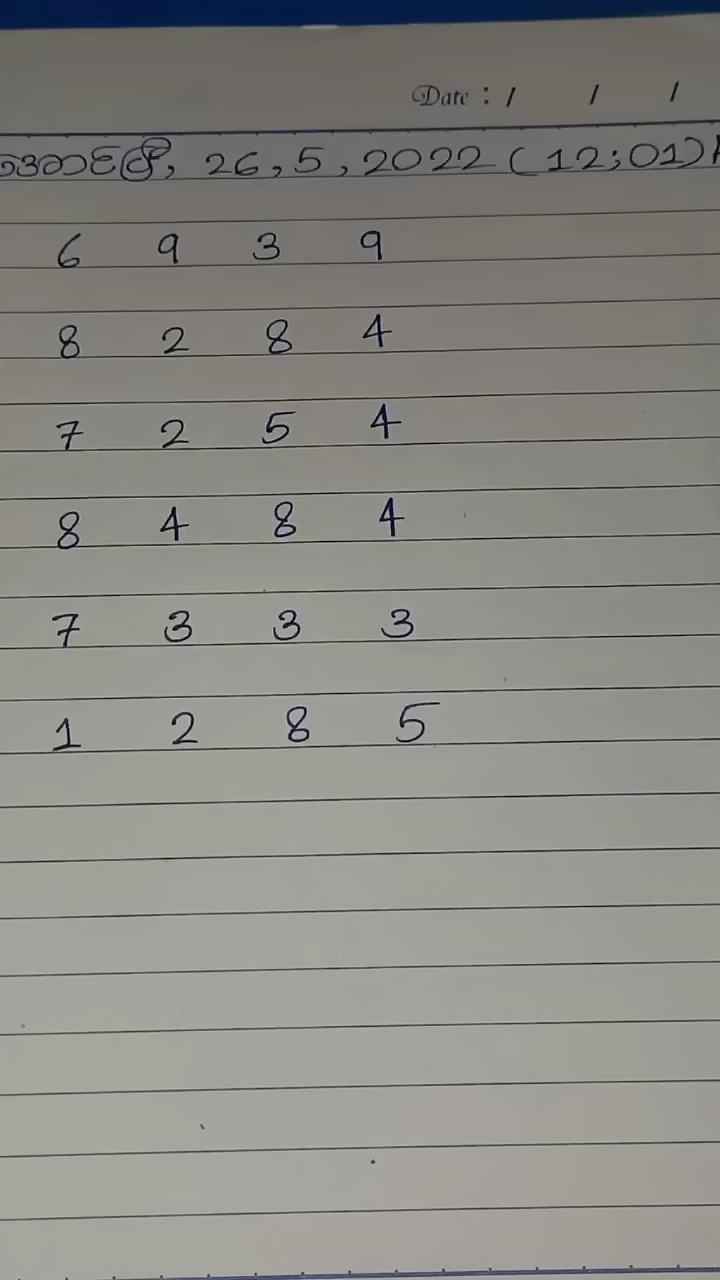 Date : / / /
26,5,2022 (12;01)
6 9 3 9
8 2 8 4
7 2 5 4
8 4 8 4
7 3 3 3
1 2 8 5